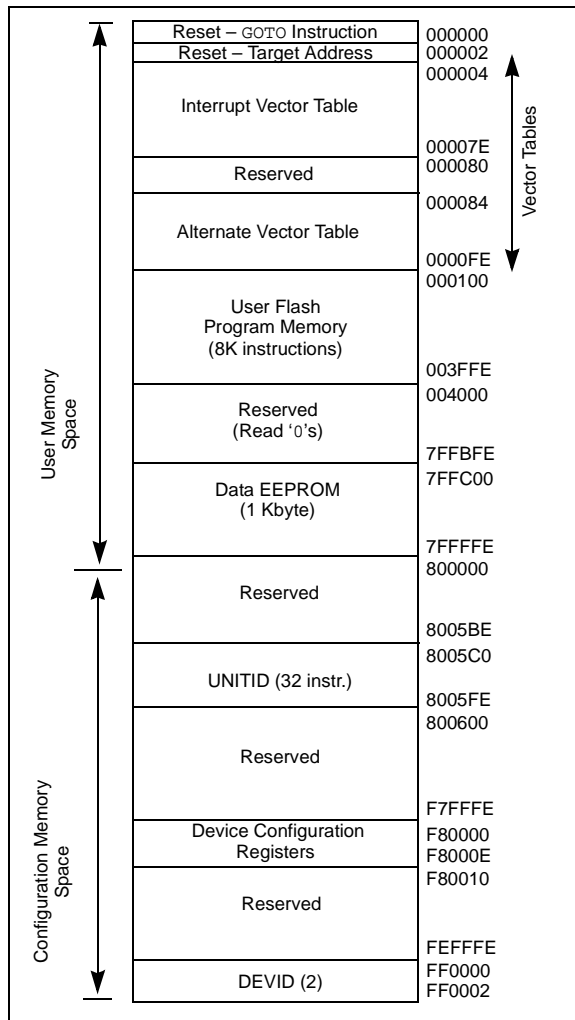 Reset – GOTO Instruction 000000
Reset – Target Address 000002
000004
Interrupt Vector Table
00007E
000080
Reserved
000084
Alternate Vector Table
0000FE
000100
Vector Tables
User Flash
Program Memory
(8K instructions)
003FFE
004000
Reserved
(Read ‘0’s)
7FFBFE
7FFC00
Data EEPROM
(1 Kbyte)
7FFFFE
User Memory
Space
800000
Reserved
8005BE
8005C0
UNITID (32 instr.)
8005FE
800600
Reserved
F7FFFE
Device Configuration
Registers
F80000
F8000E
F80010
Reserved
FEFFFE
FF0000
DEVID (2)
FF0002
Configuration Memory
Space